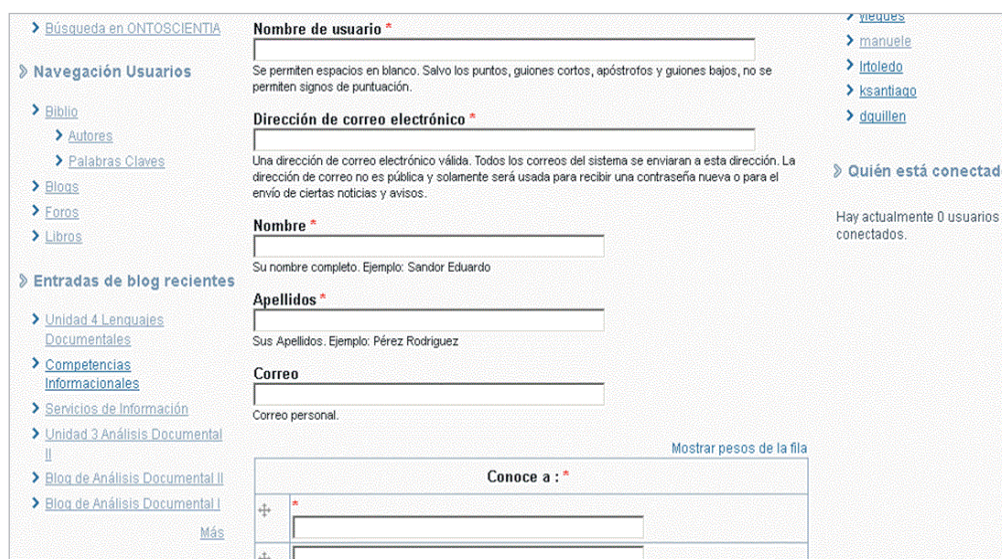 Búsqueda en ONTOSCIENTIA
Navegación Usuarios
Biblio
Autores
Palabras Claves
Blogs
Foros
Libros
Entradas de blog recientes
Unidad 4 Lenguajes
Documentales
Competencias
Informacionales
Servicios de Información
Unidad 3 Análisis Documental
II
Blog de Análisis Documental II
Blog de Análisis Documental I
Más
Nombre de usuario *
Se permiten espacios en blanco. Salvo los puntos, guiones cortos, apóstrofos y guiones bajos, no se
permiten signos de puntuación.
Dirección de correo electrónico *
Una dirección de correo electrónico válida. Todos los correos del sistema se enviaran a esta dirección. La
dirección de correo no es pública y solamente será usada para recibir una contraseña nueva o para el
envío de ciertas noticias y avisos.
Nombre *
Su nombre completo. Ejemplo: Sandor Eduardo
Apellidos *
Sus Apellidos. Ejemplo: Pérez Rodriguez
Correo
Correo personal.
Mostrar pesos de la fila
Conoce a : *
*
manuele
lrtoledo
ksantiago
dquillen
Quién está conectad
Hay actualmente 0 usuarios
conectados.